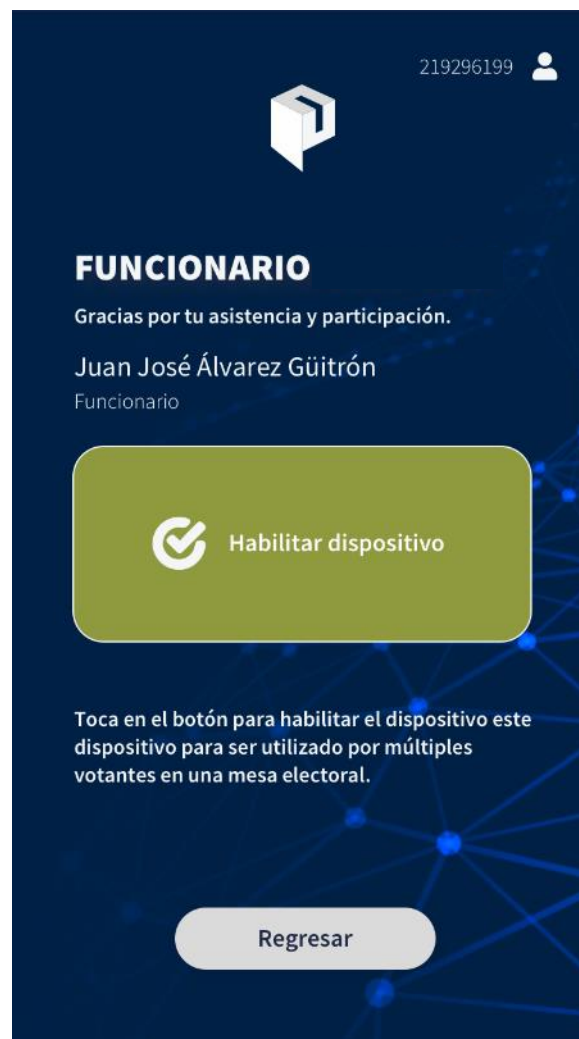 219296199
FUNCIONARIO
Gracias por tu asistencia y participación.
Juan José Álvarez Güitrón
Funcionario
Habilitar dispositivo
Toca en el botón para habilitar el dispositivo este
dispositivo para ser utilizado por múltiples
votantes en una mesa electoral.
Regresar